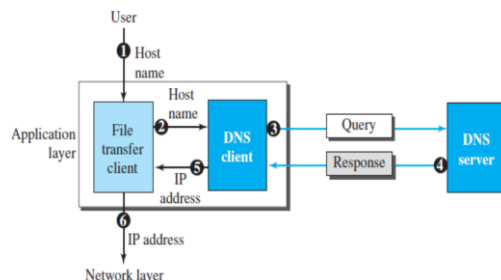 User
1
Host
name
Application
layer
File
transfer
client
2
Host
name
5
IP
address
DNS
client
3
Query
Response
4
DNS
server
6
IP address
Network layer